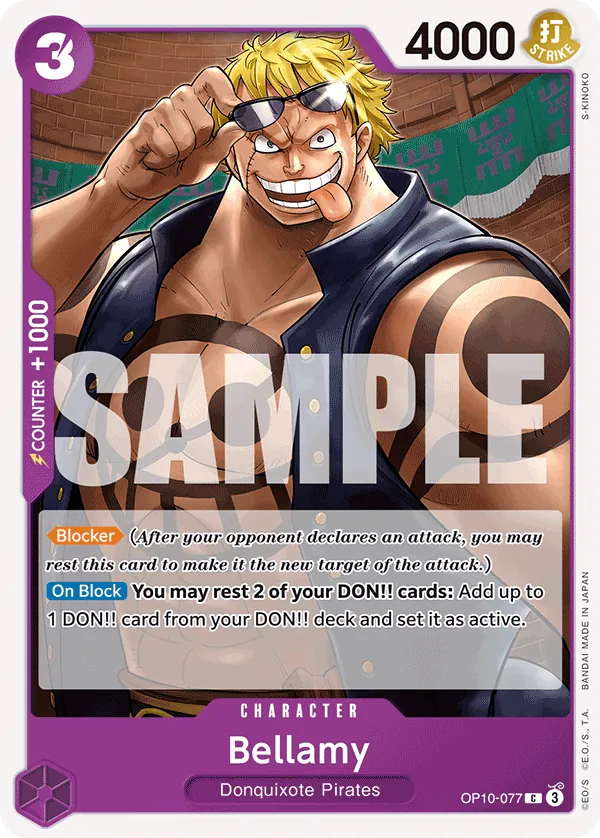 3
4000
打
STRIKE
S-KINOKO
COUNTER +1000
SAMPLE
Blocker (After your opponent declares an attack, you may
rest this card to make it the new target of the attack.)
On Block You may rest 2 of your DON!! cards: Add up to
1 DON!! card from your DON!! deck and set it as active.
CHARACTER
Bellamy
Donquixote Pirates
OP10-077 C 3
©E.O/S ©E.O./S., T.A. BANDAI MADE IN JAPAN